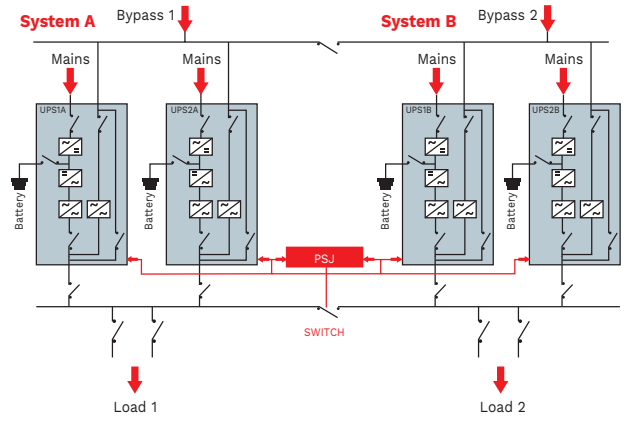 System A
Bypass 1
System B
Bypass 2
Mains
Mains
Mains
Mains
UPS1A
UPS2A
UPS1B
UPS2B
Battery
Battery
Battery
Battery
PSJ
SWITCH
Load 1
Load 2